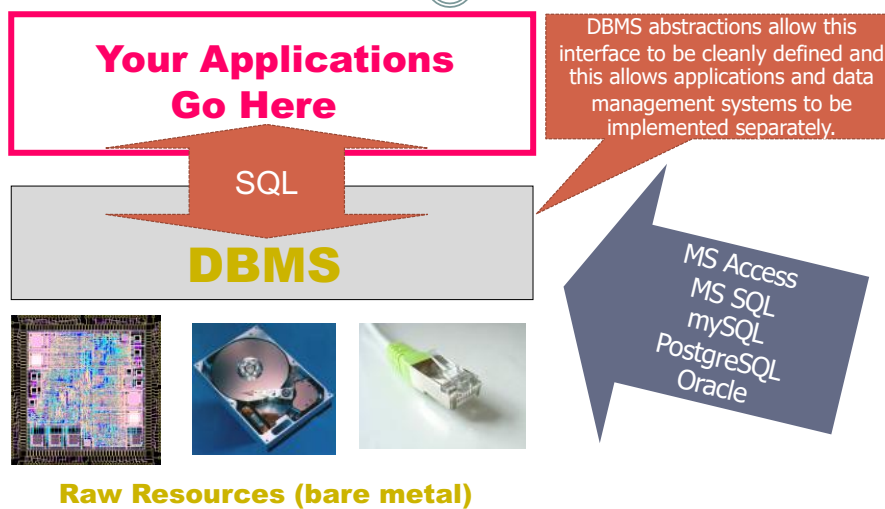 Your Applications
Go Here
DBMS abstractions allow this
interface to be cleanly defined and
this allows applications and data
management systems to be
implemented separately.
SQL
DBMS
MS Access
MS SQL
mySQL
PostgreSQL
Oracle
Raw Resources (bare metal)